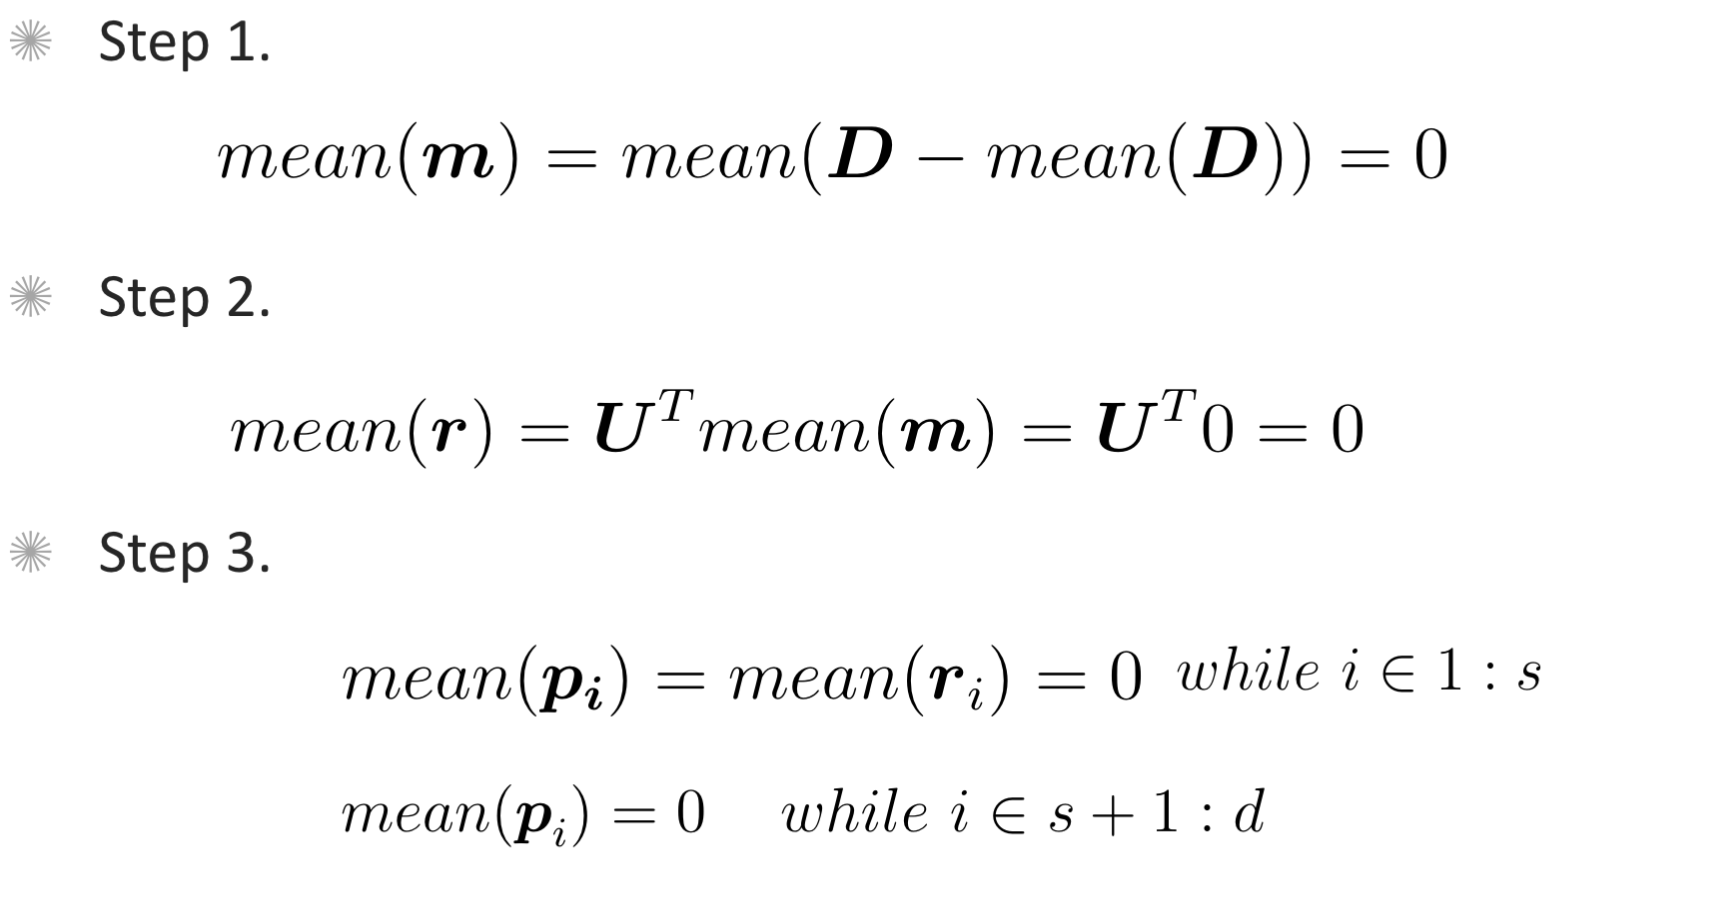 Step 1.
mean(m) = mean(D − mean(D)) = 0
Step 2.
mean(r) = U^T mean(m) = U^T 0 = 0
Step 3.
mean(p_i) = mean(r_i) = 0 while i ∈ 1 : s
mean(p_i) = 0 while i ∈ s + 1 : d